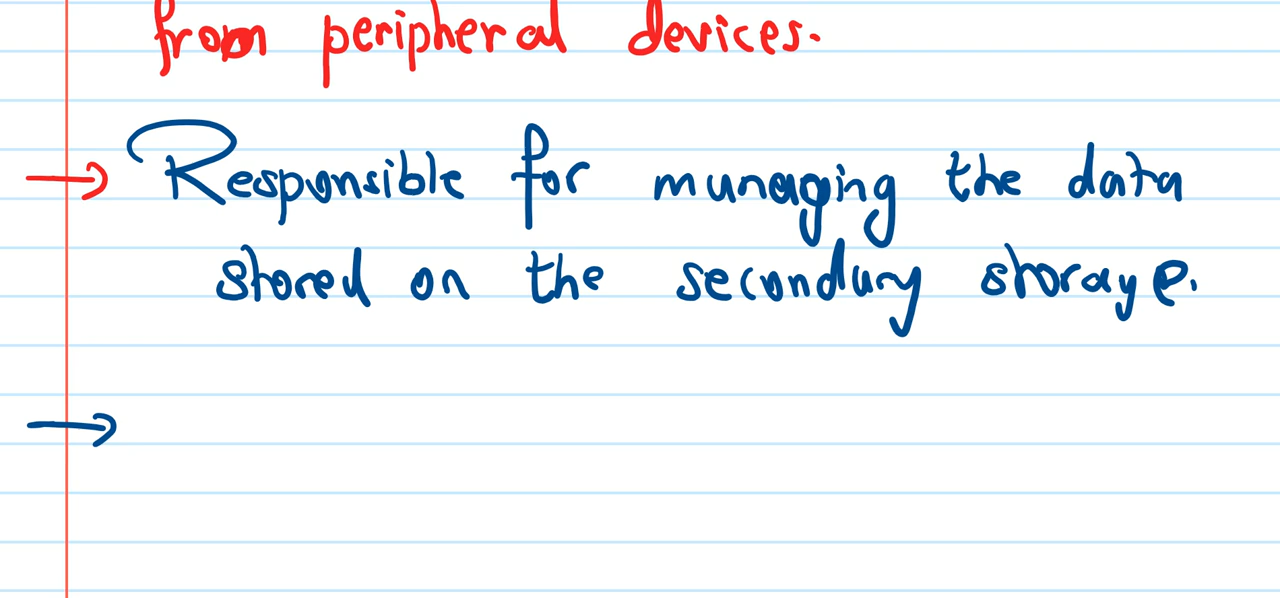 from peripheral devices.
→ Responsible for managing the data
stored on the secondary storage.
→